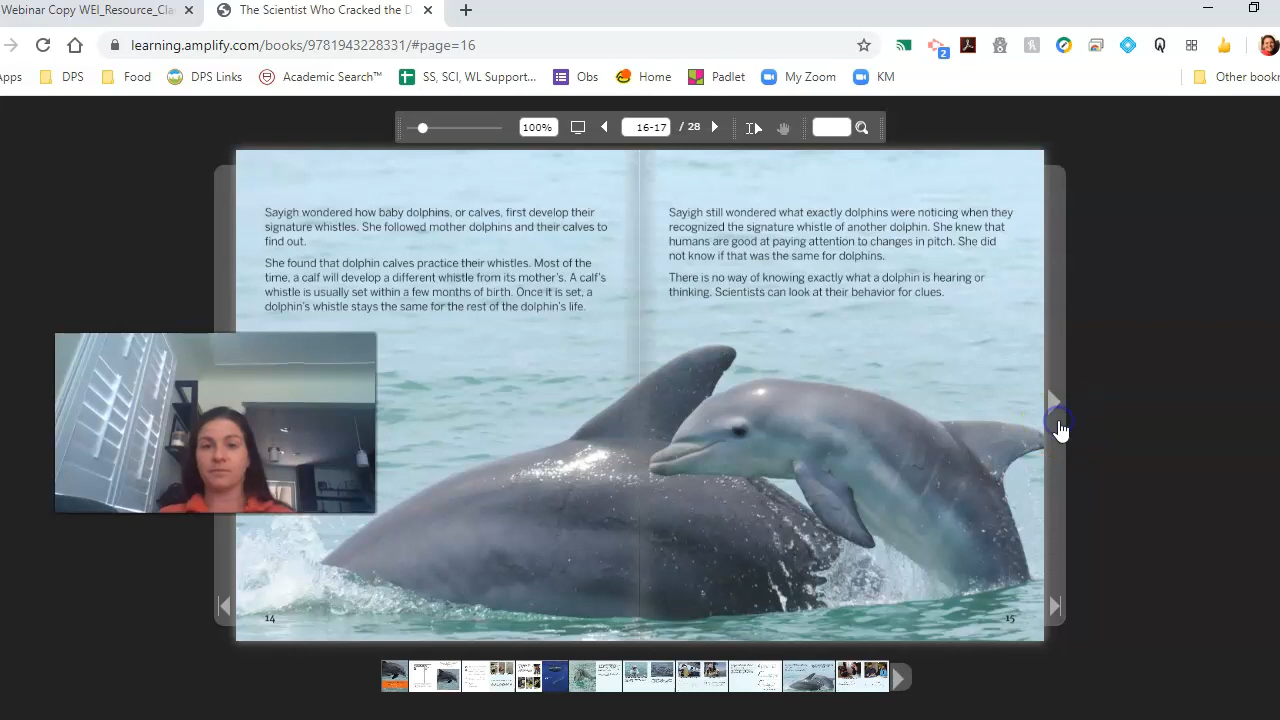 Webinar Copy WEI_Resource_Cla
The Scientist Who Cracked the D
learning.amplify.com/books/9781943228331/#page=16
2
pps
DPS
Food
DPS Links
Academic Search™
SS, SCI, WL Support...
Obs
Home
Padlet
My Zoom
KM
Other book
100%
16-17
/ 28
Sayigh wondered how baby dolphins, or calves, first develop their
signature whistles. She followed mother dolphins and their calves to
find out.
She found that dolphin calves practice their whistles. Most of the
time, a calf will develop a different whistle from its mother's. A calf's
whistle is usually set within a few months of birth. Once it is set, a
dolphin's whistle stays the same for the rest of the dolphin's life.
Sayigh still wondered what exactly dolphins were noticing when they
recognized the signature whistle of another dolphin. She knew that
humans are good at paying attention to changes in pitch. She did
not know if that was the same for dolphins.
There is no way of knowing exactly what a dolphin is hearing or
thinking. Scientists can look at their behavior for clues.
14
15